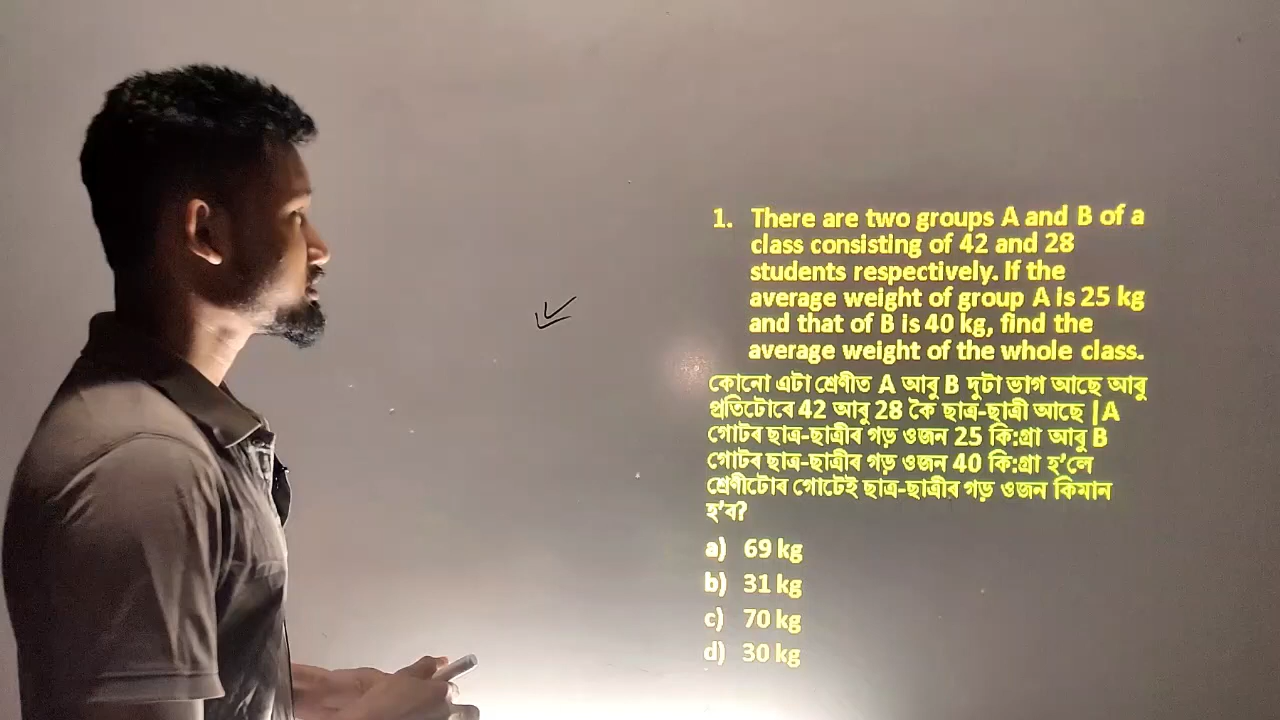 1. There are two groups A and B of a
class consisting of 42 and 28
students respectively. If the
average weight of group A is 25 kg
and that of B is 40 kg, find the
average weight of the whole class.
কোনো এটা শ্ৰেণীত A আৰু B দুটা ভাগ আছে আৰু
প্ৰতিটোৰে 42 আৰু 28 কৈ ছাত্ৰ-ছাত্ৰী আছে | A
গোটৰ ছাত্ৰ-ছাত্ৰীৰ গড় ওজন 25 কি:গ্ৰা আৰু B
গোটৰ ছাত্ৰ-ছাত্ৰীৰ গড় ওজন 40 কি:গ্ৰা হ’লে
শ্ৰেণীটোৰ গোটেই ছাত্ৰ-ছাত্ৰীৰ গড় ওজন কিমান
হ’ব?
a) 69 kg
b) 31 kg
c) 70 kg
d) 30 kg